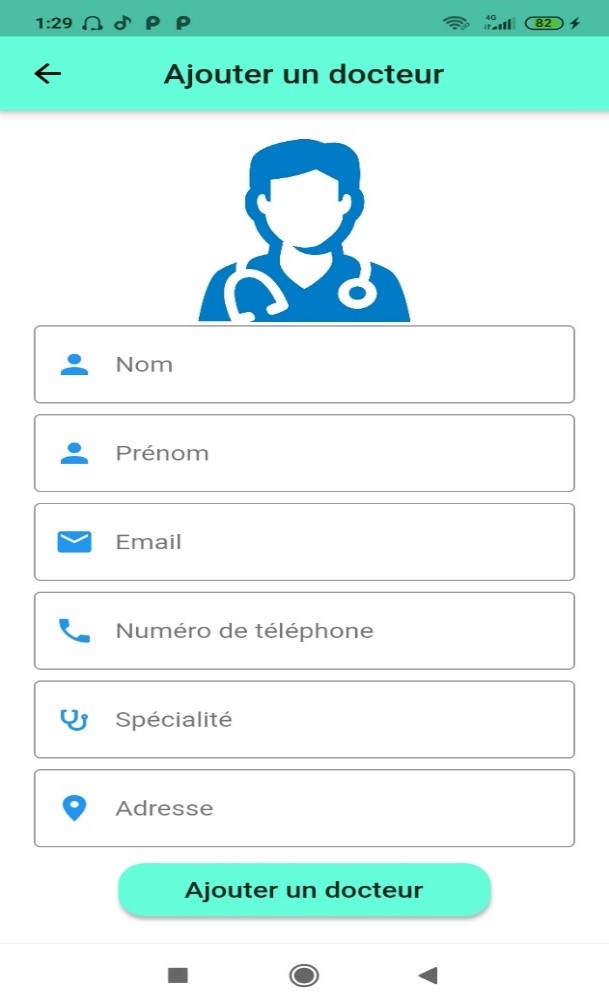 1:29
4G
82
Ajouter un docteur
Nom
Prénom
Email
Numéro de téléphone
Spécialité
Adresse
Ajouter un docteur